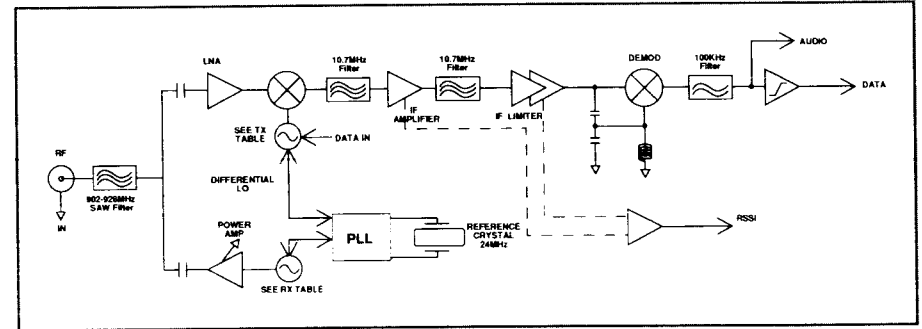 LNA
10.7MHz
Filter
10.7MHz
Filter
DEMOD
100KHz
Filter
AUDIO
DATA
IF
AMPLIFIER
IF LIMITER
SEE TX
TABLE
DATA IN
RF
IN
902-928MHz
SAW Filter
DIFFERENTIAL
LO
POWER
AMP
PLL
REFERENCE
CRYSTAL
24MHz
RSSI
SEE RX TABLE